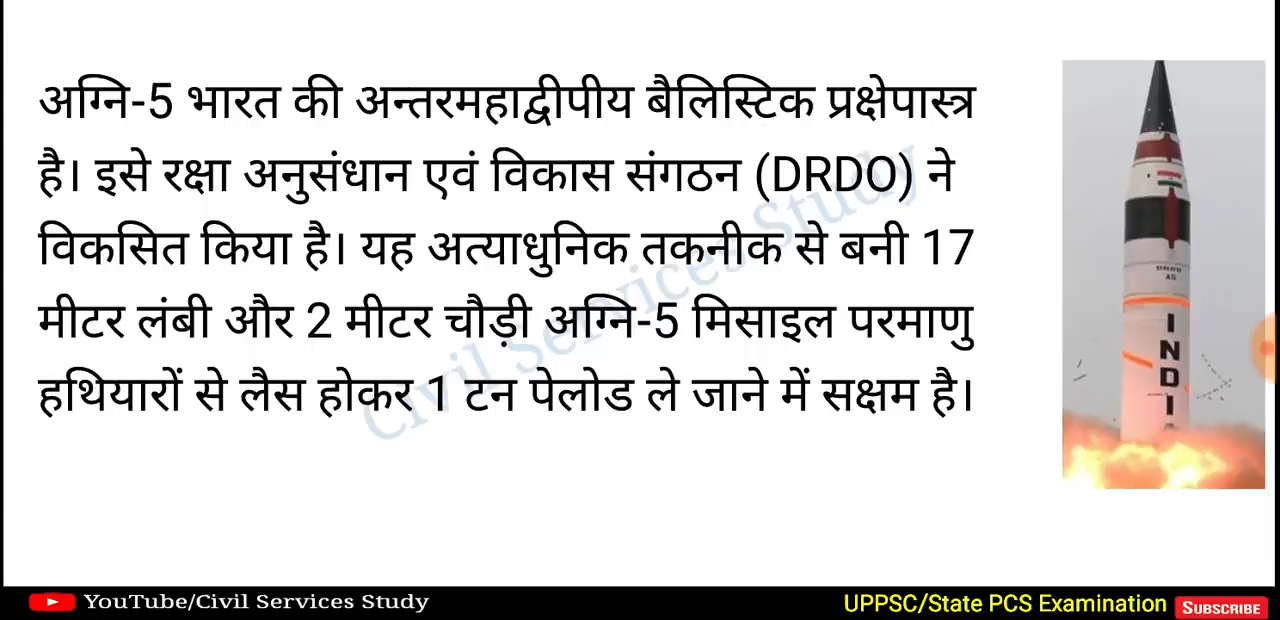 अग्नि-5 भारत की अन्तरमहाद्वीपीय बैलिस्टिक प्रक्षेपास्त्र
है। इसे रक्षा अनुसंधान एवं विकास संगठन (DRDO) ने
विकसित किया है। यह अत्याधुनिक तकनीक से बनी 17
मीटर लंबी और 2 मीटर चौड़ी अग्नि-5 मिसाइल परमाणु
हथियारों से लैस होकर 1 टन पेलोड ले जाने में सक्षम है।
Civil Services Study
DRDO
A5
INDIA
YouTube/Civil Services Study
UPPSC/State PCS Examination
SUBSCRIBE